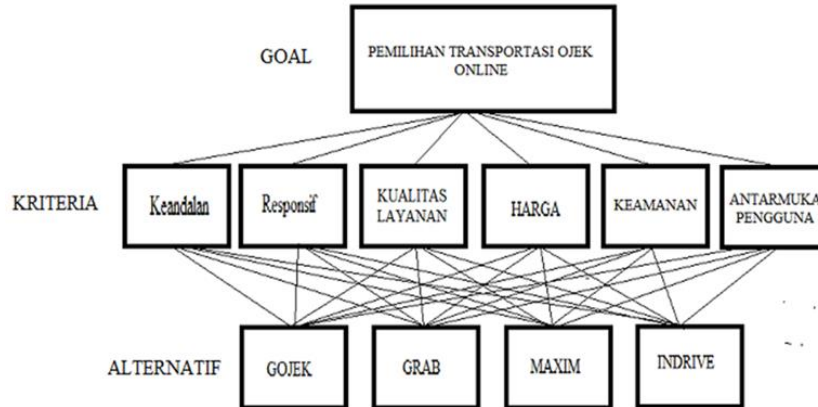 GOAL
PEMILIHAN TRANSPORTASI OJEK
ONLINE
KRITERIA
Keandalan
Responsif
KUALITAS
LAYANAN
HARGA
KEAMANAN
ANTARMUKA
PENGGUNA
ALTERNATIF
GOJEK
GRAB
MAXIM
INDRIVE